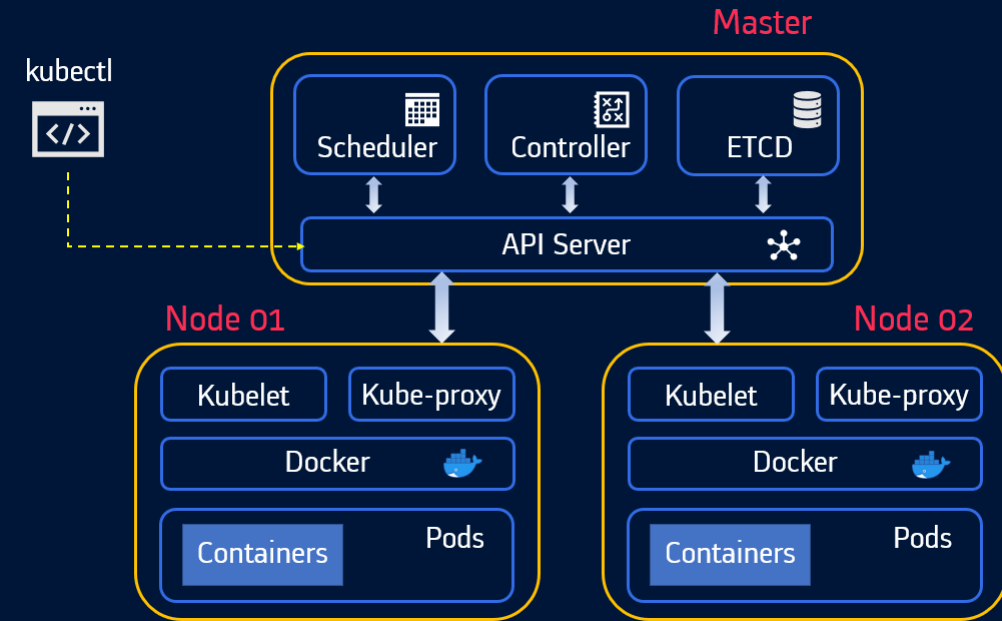 Master
kubectl
Scheduler
Controller
ETCD
API Server
Node 01
Node 02
Kubelet
Kube-proxy
Docker
Pods
Containers
Kubelet
Kube-proxy
Docker
Pods
Containers